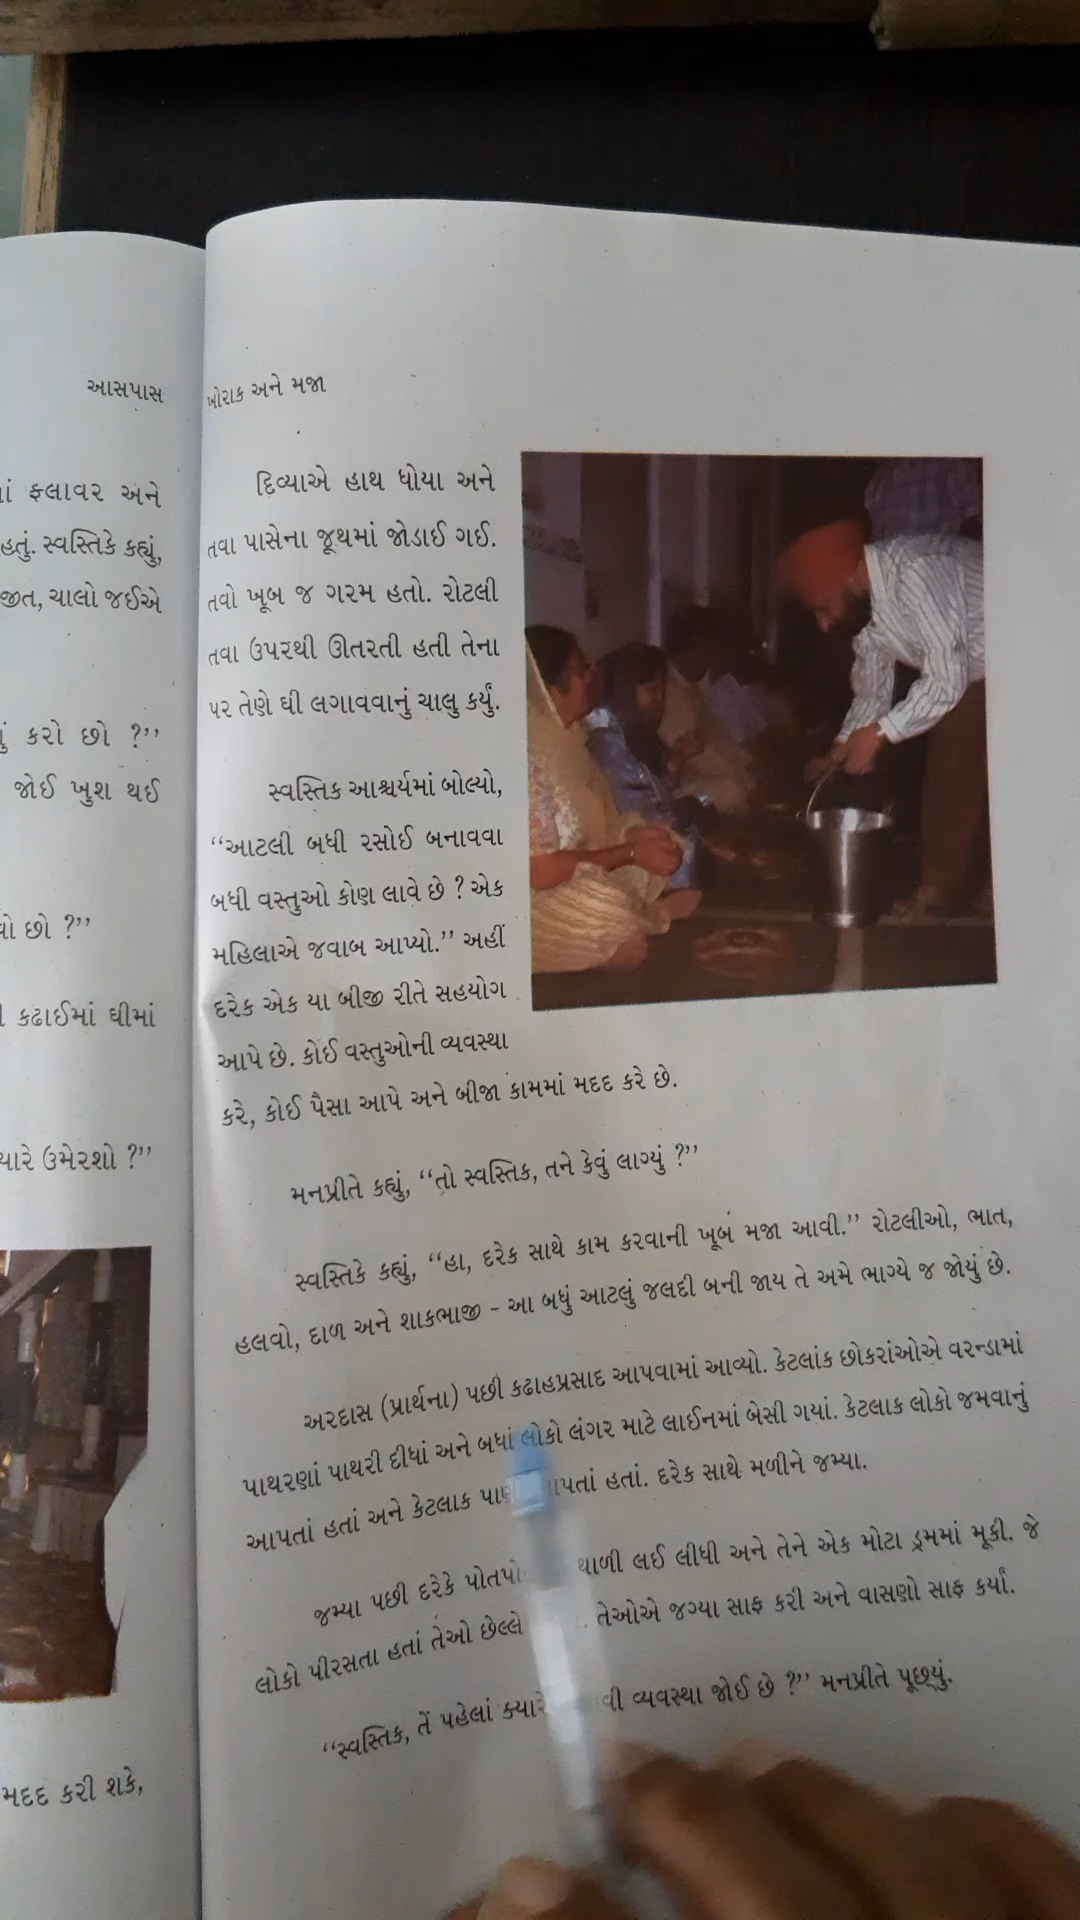 આસપાસ
ફ્લાવર અને
હતું. સ્વસ્તિકે કહ્યું,
ચાલો જઈએ
કરો છો ?”
જોઈ ખુશ થઈ
છો ?”
કઢાઈમાં ઘીમાં
ઉમેરશો ?”
મદદ કરી શકે,
ખોરાક અને મજા
દિવ્યાએ હાથ ધોયા અને
તવા પાસેના જૂથમાં જોડાઈ ગઈ.
તવો ખૂબ જ ગરમ હતો. રોટલી
તવા ઉપરથી ઊતરતી હતી તેના
પર તેણે ઘી લગાવવાનું ચાલુ કર્યું.
સ્વસ્તિક આશ્ચર્યમાં બોલ્યો,
“આટલી બધી રસોઈ બનાવવા
બધી વસ્તુઓ કોણ લાવે છે ? એક
મહિલાએ જવાબ આપ્યો.” અહીં
દરેક એક યા બીજી રીતે સહયોગ
આપે છે. કોઈ વસ્તુઓની વ્યવસ્થા
કરે, કોઈ પૈસા આપે અને બીજા કામમાં મદદ કરે છે.
મનપ્રીતે કહ્યું, “તો સ્વસ્તિક, તને કેવું લાગ્યું ?”
સ્વસ્તિકે કહ્યું, “હા, દરેક સાથે કામ કરવાની ખૂબ મજા આવી.” રોટલીઓ, ભાત,
હલવો, દાળ અને શાકભાજી – આ બધું આટલું જલદી બની જાય તે અમે ભાગ્યે જ જોયું છે.
અરદાસ (પ્રાર્થના) પછી કઢાહપ્રસાદ આપવામાં આવ્યો. કેટલાંક છોકરાંઓએ વરન્ડામાં
પાથરણાં પાથરી દીધાં અને બધાં લોકો લંગર માટે લાઈનમાં બેસી ગયાં. કેટલાક લોકો જમવાનું
આપતાં હતાં અને કેટલાક હતાં. દરેક સાથે મળીને જમ્યા.
જમ્યા પછી દરેકે થાળી લઈ લીધી અને તેને એક મોટા ડ્રમમાં મૂકી. જે
લોકો પીરસતા હતાં તેઓ છેલ્લે તેઓએ જગ્યા સાફ કરી અને વાસણો સાફ કર્યાં.
“સ્વસ્તિક, તેં પહેલાં વ્યવસ્થા જોઈ છે ?” મનપ્રીતે પૂછ્યું.